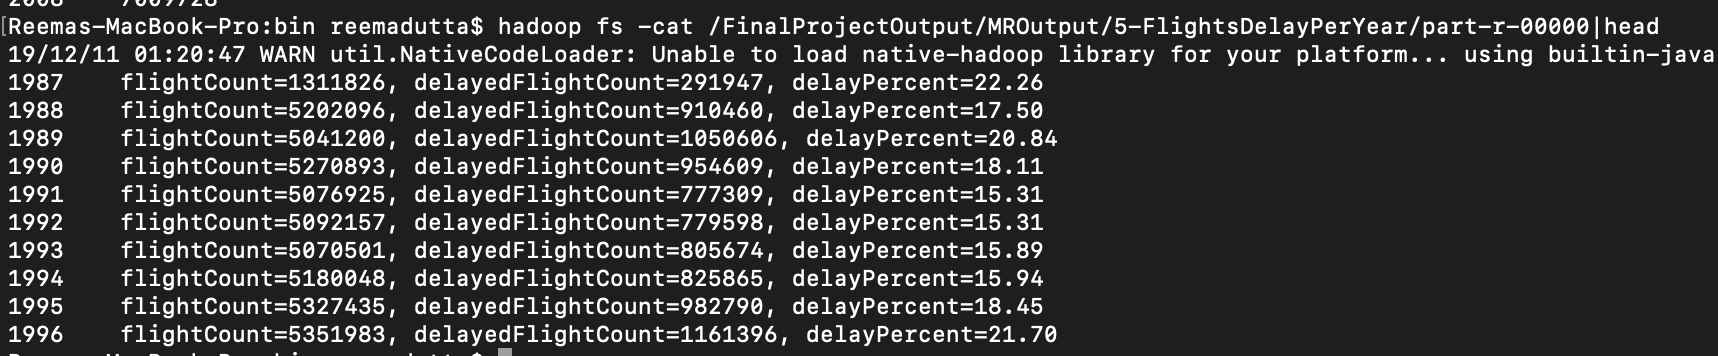 2008    7009728
[Reemas-MacBook-Pro:bin reemadutta$ hadoop fs -cat /FinalProjectOutput/MROutput/5-FlightsDelayPerYear/part-r-00000|head
19/12/11 01:20:47 WARN util.NativeCodeLoader: Unable to load native-hadoop library for your platform... using builtin-java
1987    flightCount=1311826, delayedFlightCount=291947, delayPercent=22.26
1988    flightCount=5202096, delayedFlightCount=910460, delayPercent=17.50
1989    flightCount=5041200, delayedFlightCount=1050606, delayPercent=20.84
1990    flightCount=5270893, delayedFlightCount=954609, delayPercent=18.11
1991    flightCount=5076925, delayedFlightCount=777309, delayPercent=15.31
1992    flightCount=5092157, delayedFlightCount=779598, delayPercent=15.31
1993    flightCount=5070501, delayedFlightCount=805674, delayPercent=15.89
1994    flightCount=5180048, delayedFlightCount=825865, delayPercent=15.94
1995    flightCount=5327435, delayedFlightCount=982790, delayPercent=18.45
1996    flightCount=5351983, delayedFlightCount=1161396, delayPercent=21.70